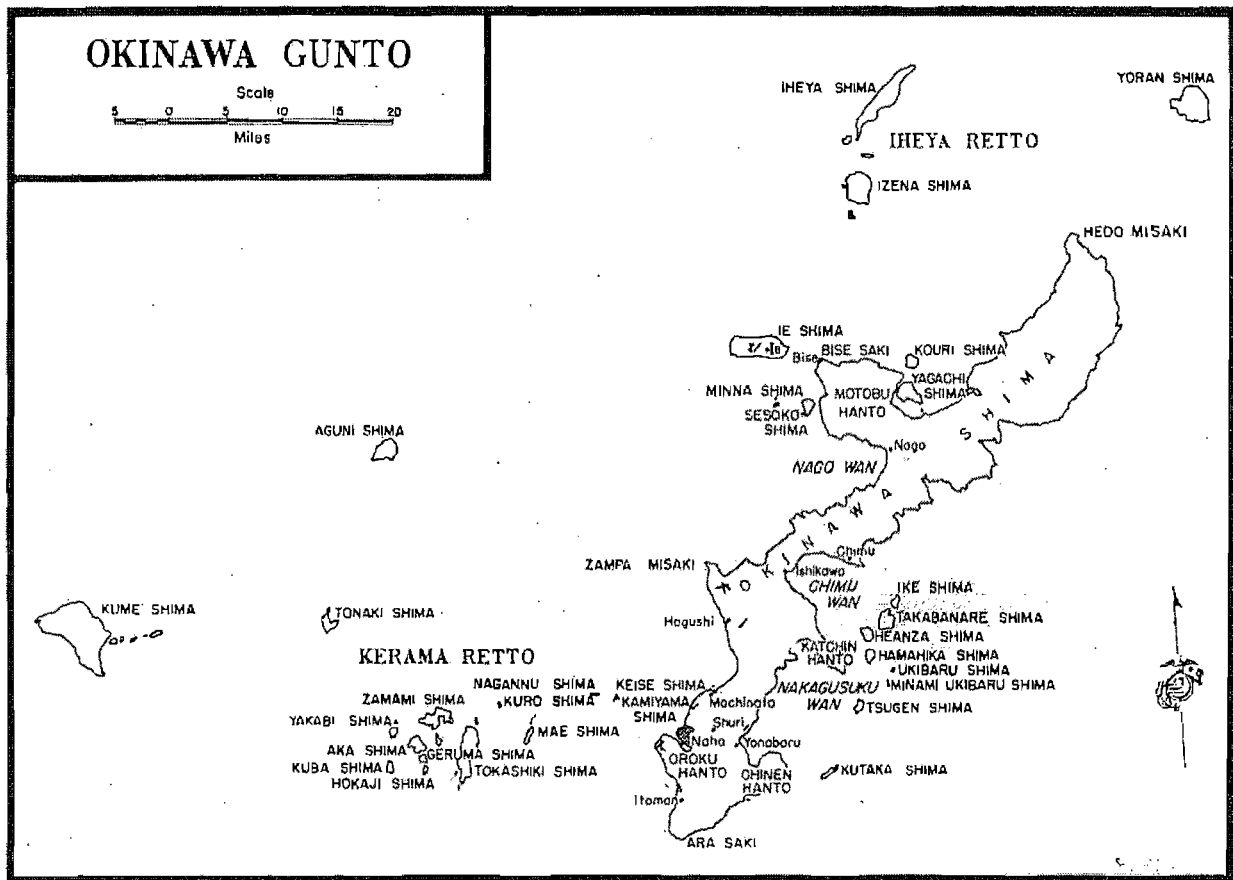 OKINAWA GUNTO
Scale
5 0 5 10 15 20
Miles
IHEYA SHIMA
YORAN SHIMA
IHEYA RETTO
IZENA SHIMA
HEDO MISAKI
IE SHIMA
Bise
BISE SAKI
KOURI SHIMA
MINNA SHIMA
MOTOBU
HANTO
YAGACHI
SHIMA
SESOKO
SHIMA
AGUNI SHIMA
Nago
NAGO WAN
OKINAWA SHIMA
ZAMPA MISAKI
Chimu
Ishikawa
CHIMU
WAN
IKE SHIMA
KUME SHIMA
TONAKI SHIMA
Hagushi
TAKABANARE SHIMA
HEANZA SHIMA
KATCHIN
HANTO
HAMAHIKA SHIMA
UKIBARU SHIMA
KERAMA RETTO
NAGANNU SHIMA
KEISE SHIMA
NAKAGUSUKU
WAN
MINAMI UKIBARU SHIMA
ZAMAMI SHIMA
KURO SHIMA
KAMIYAMA
SHIMA
Machinato
TSUGEN SHIMA
YAKABI SHIMA
MAE SHIMA
Shuri
AKA SHIMA
GERUMA SHIMA
Naha
Yonabaru
KUBA SHIMA
TOKASHIKI SHIMA
OROKU
HANTO
CHINEN
HANTO
KUTAKA SHIMA
HOKAJI SHIMA
Itoman
ARA SAKI